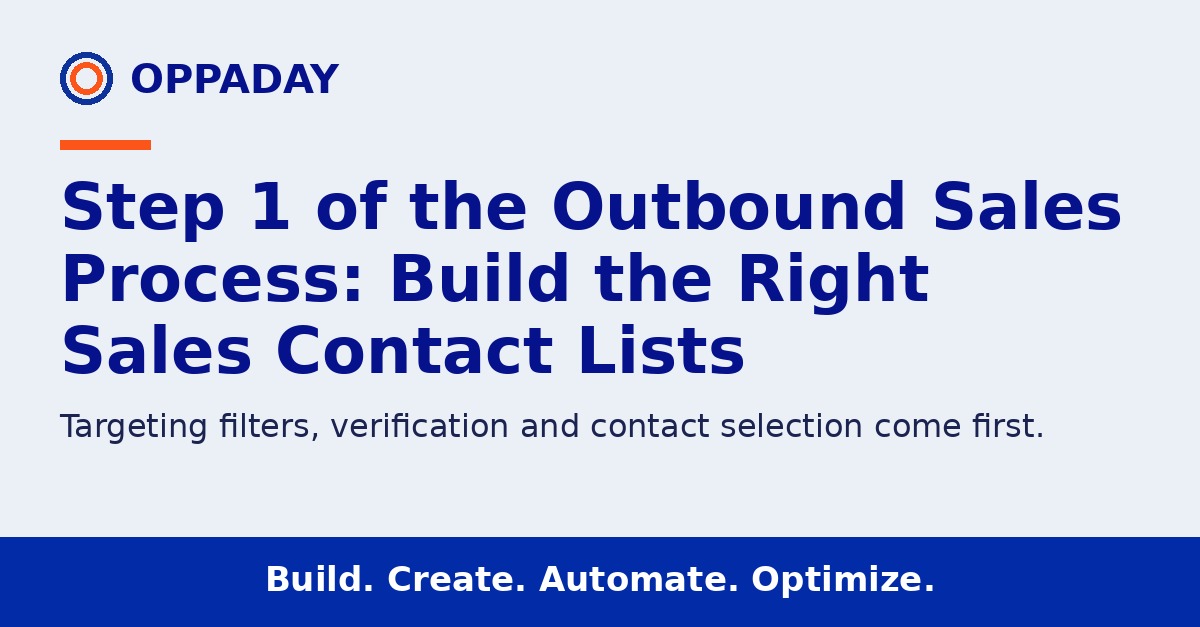 OPPADAY
Step 1 of the Outbound Sales
Process: Build the Right
Sales Contact Lists
Targeting filters, verification and contact selection come first.
Build. Create. Automate. Optimize.